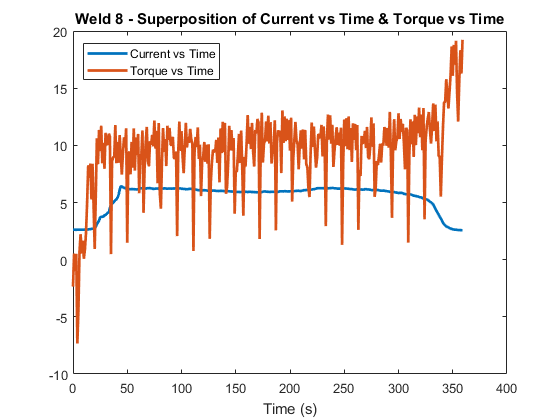 Weld 8 - Superposition of Current vs Time & Torque vs Time
20
15
10
5
0
-5
-10
Current vs Time
Torque vs Time
0 50 100 150 200 250 300 350 400
Time (s)